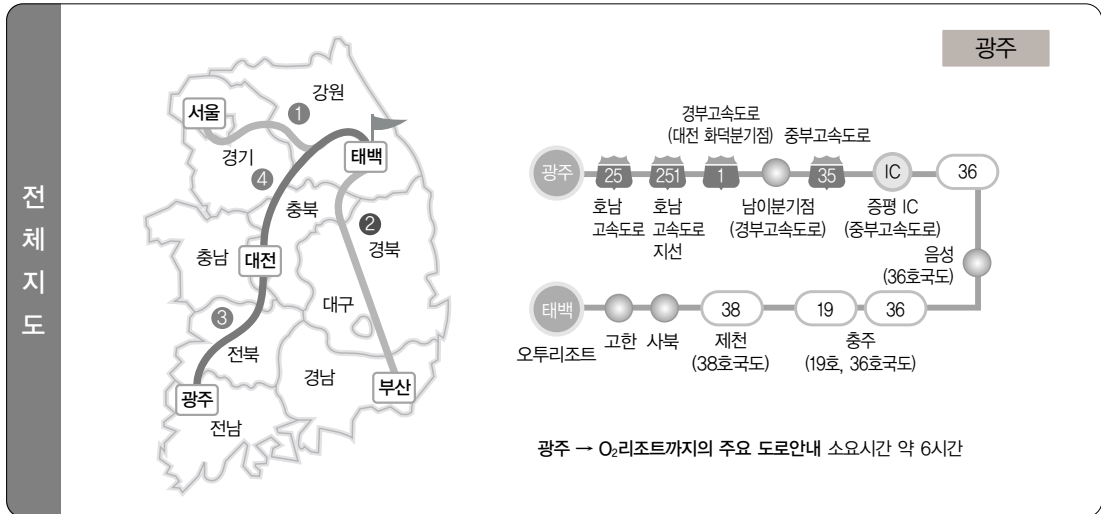 전체지도
광주
서울
①
강원
경기
④
태백
충북
②
경북
충남
대전
대구
③
전북
경남
부산
광주
전남
경부고속도로
(대전 화덕분기점)
중부고속도로
광주
25
251
1
35
IC
36
호남
고속도로
호남
고속도로
지선
남이분기점
(경부고속도로)
증평 IC
(중부고속도로)
음성
(36호국도)
태백
38
19
36
오투리조트
고한
사북
제천
(38호국도)
충주
(19호, 36호국도)
광주 → O₂리조트까지의 주요 도로안내 소요시간 약 6시간